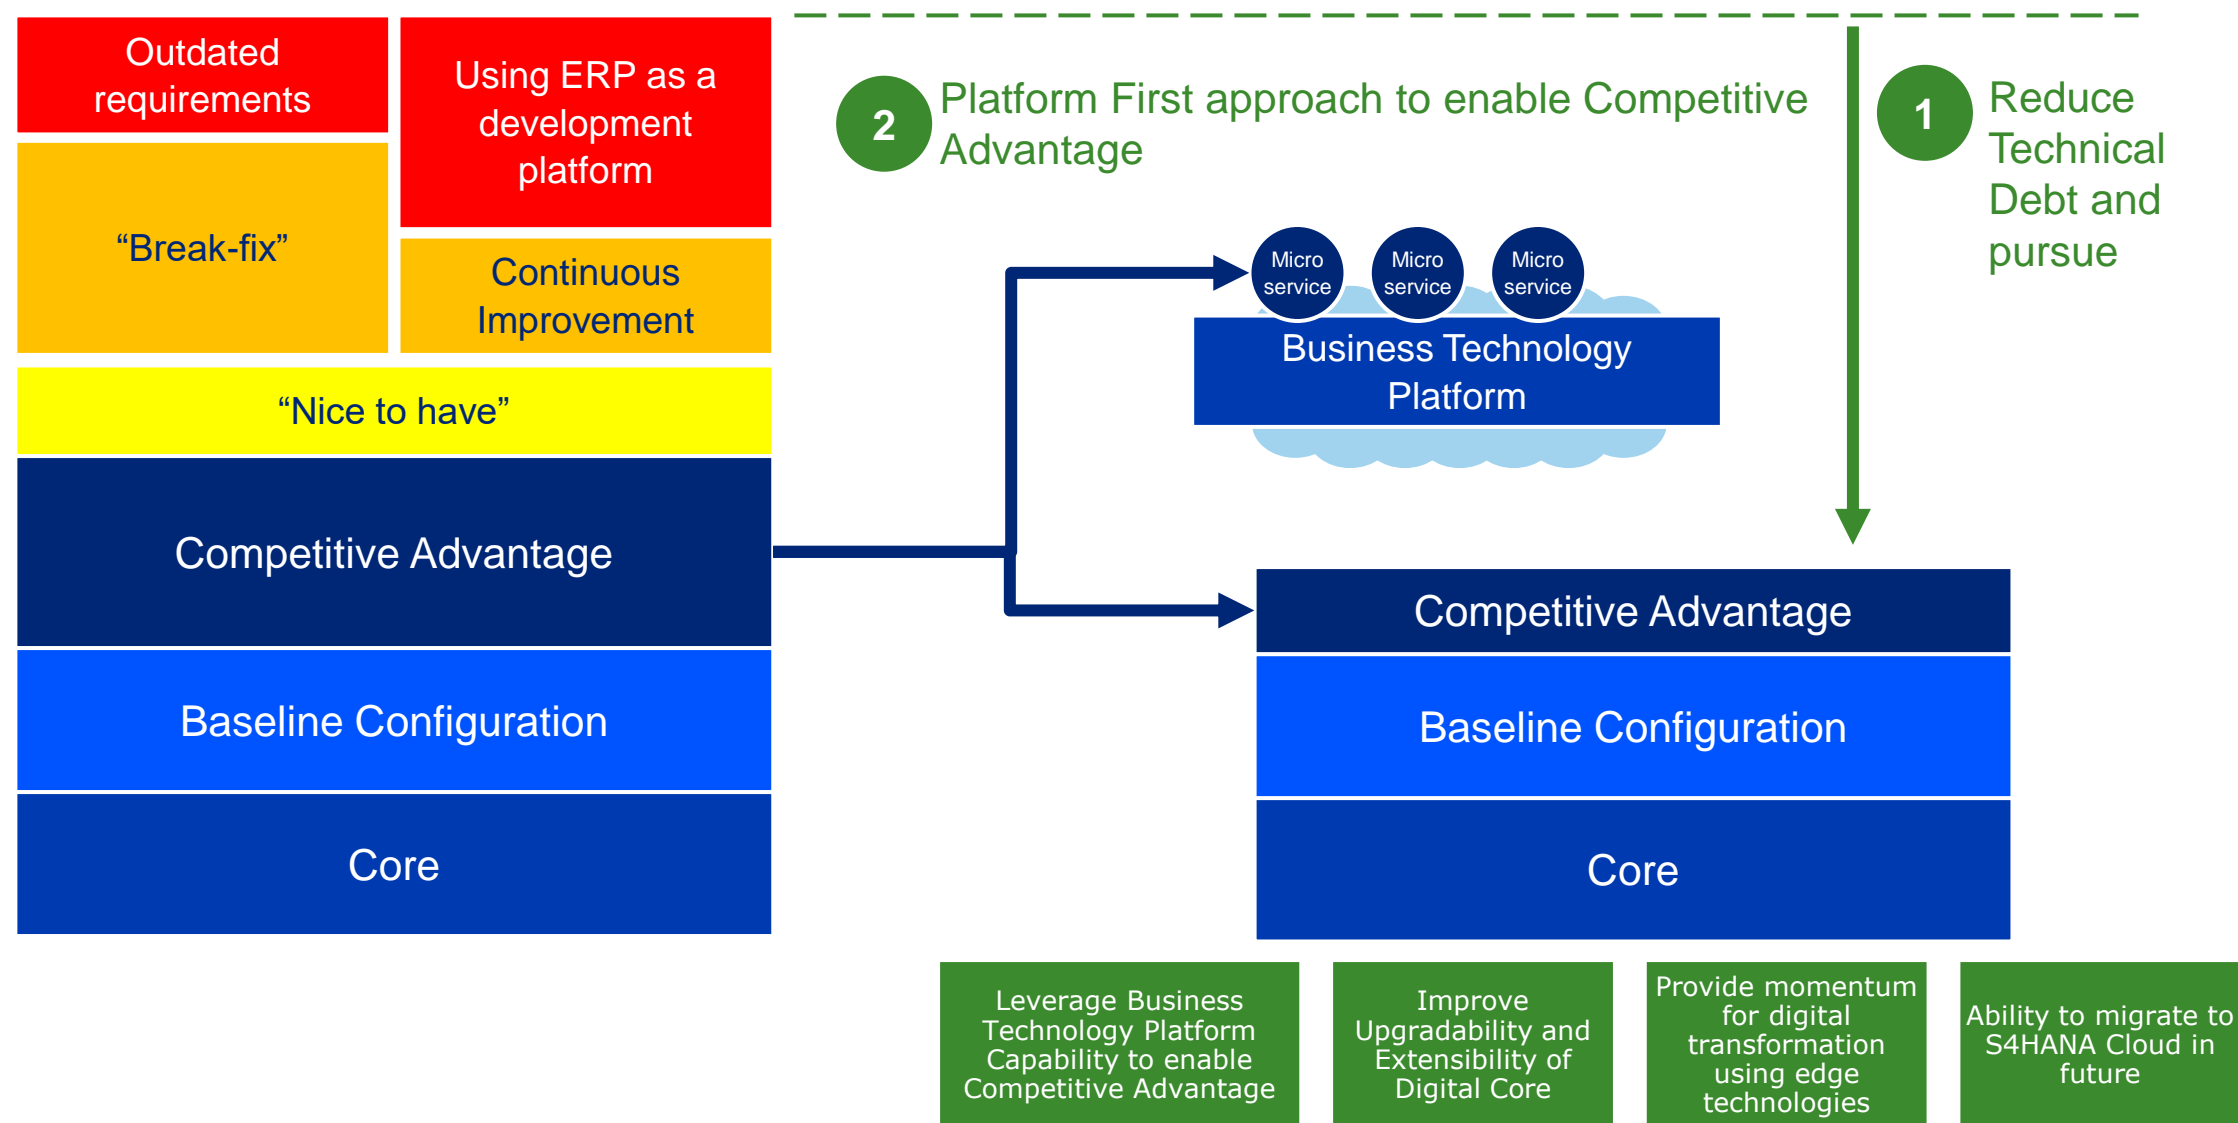 Outdated
requirements
Using ERP as a
development
platform
“Break-fix”
Continuous
Improvement
“Nice to have”
Competitive Advantage
Baseline Configuration
Core
2
Platform First approach to enable Competitive
Advantage
1
Reduce
Technical
Debt and
pursue
Micro
service
Micro
service
Micro
service
Business Technology
Platform
Competitive Advantage
Baseline Configuration
Core
Leverage Business
Technology Platform
Capability to enable
Competitive Advantage
Improve
Upgradability and
Extensibility of
Digital Core
Provide momentum
for digital
transformation
using edge
technologies
Ability to migrate to
S4HANA Cloud in
future